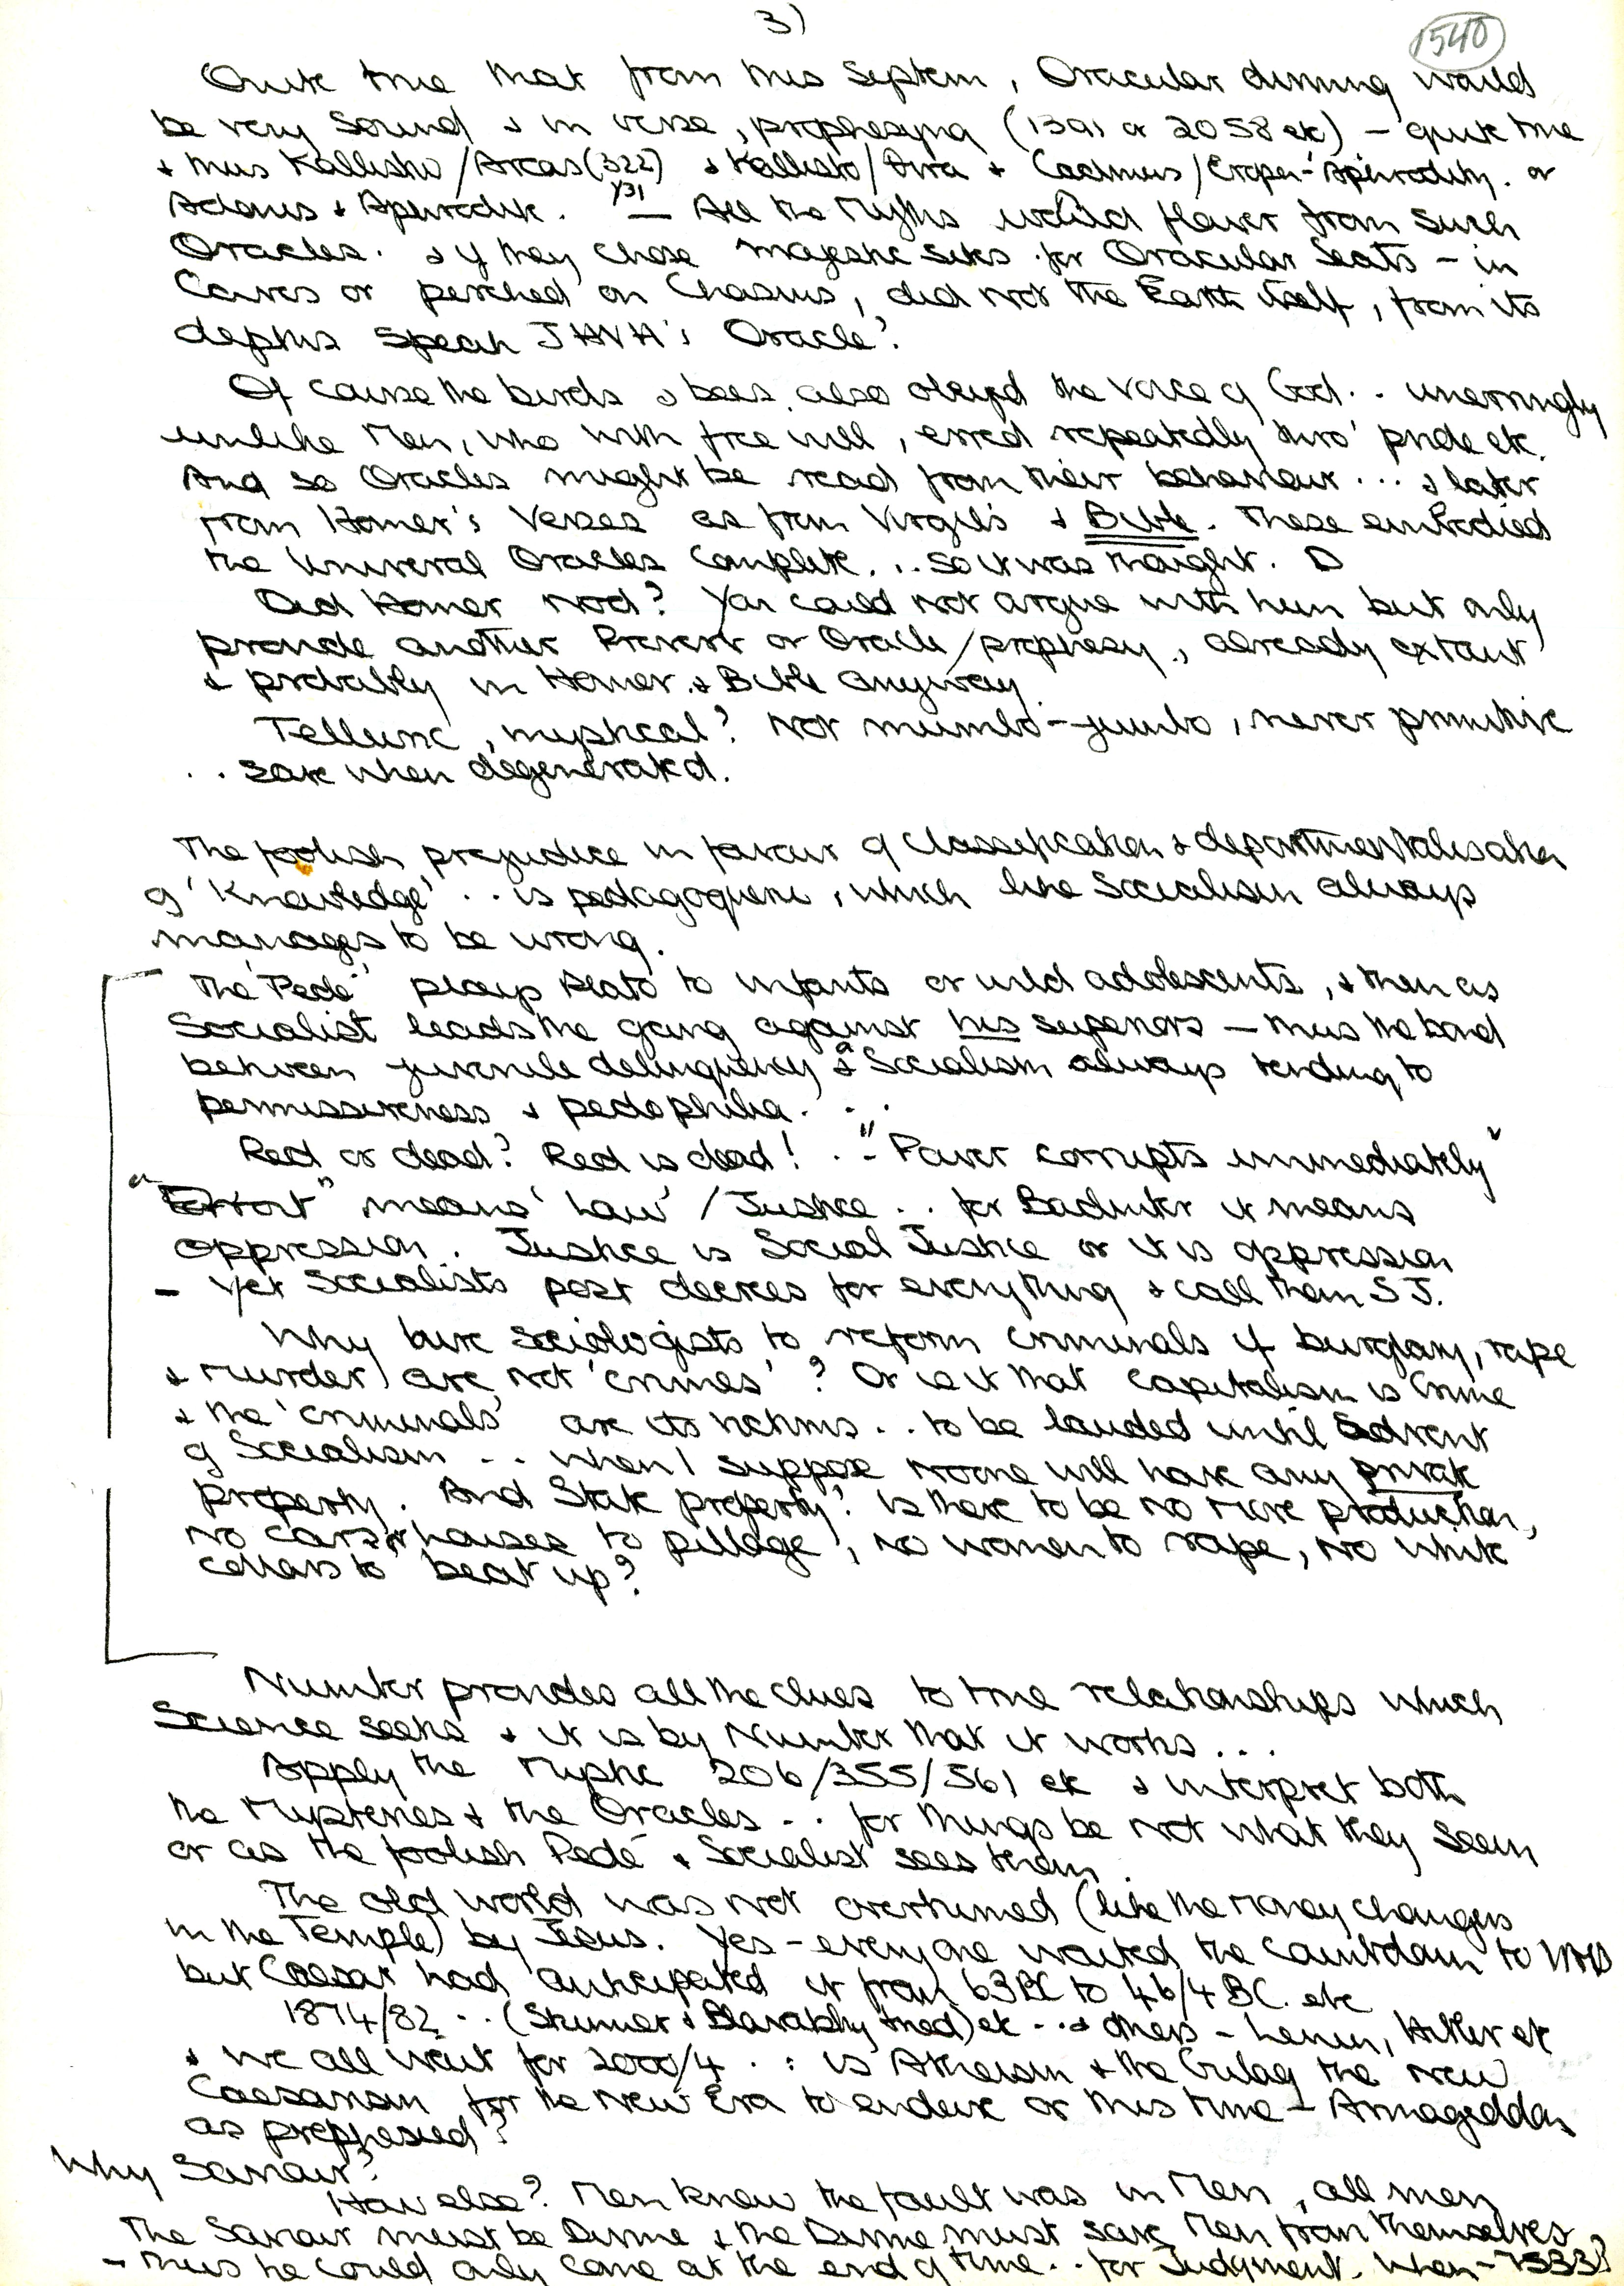 3)
1540
Quite true that from this System, Oracular dinning would
be very Sound & in verse, prophesying (1391 or 2058 etc) – quite true
& thus Kallisto/Arcas (322) & Kallisto/ + Cadmus/Europe-Aphrodity. or
Adonis & Aphrodite. Y31 — All the Myths would flower from such
Oracles. & if they chose majestic sites for Oracular Seats – in
Caves or perched on Chasms, did not the Earth itself, from its
depths speak JHVH's Oracle?
Of course the birds & bees also obeyed the voice of God .. unerringly
unlike Men, who with free will, erred repeatedly thro' pride etc.
And so Oracles might be read from their behaviour ... & later
from Homer's Verses as from Virgil's & Bible. These embodied
the Universal Oracles complete... so it was thought. D
Did Homer nod? You could not argue with him but only
provide another Proverb or Oracle/prophesy, already extant
& probably in Homer & Bible anyway.
Telluric, mystical? Not mumbo-jumbo, never primitive
.. save when degenerated.
The foolish prejudice in favour of Classification & departmentalisation
of 'Knowledge' .. is pedagoguene, which like Socialism always
manages to be wrong.
The 'Pede' plays Plato to infants or wild adolescents, & then as
Socialist leads the gang against his superiors – thus the bond
between juvenile delinquency & Socialism always tending to
permissiveness & pedophilia. ...
Red or dead? Red is dead! .. "Power corrupts immediately"
means 'Law' / Justice .. for Badinter it means
oppression. Justice is Social Justice or it is oppression
– Yet Socialists post decrees for everything & call them S J.
Why hire Sociologists to reform criminals if burglary, rape
& Murder) are not 'crimes'? Or is it that Capitalism is Crime
& the 'criminals' are its victims .. to be lauded until advent
of Socialism .. when I suppose noone will have any private
property. And State property? is there to be no more production,
no cars or houses to pillage, no women to rape, no white
collars to beat up?
Number provides all the clues to true relationships which
Science seeks & it is by Number that it works ...
Apply the Mystic 206/355/561 etc & interpret both
the Mysteries & the Oracles .. for things be not what they seem
or as the foolish Pede & Socialist sees them.
The old World was not overturned (like the Money Changers
in the Temple) by Jesus. Yes – everyone waited the Countdown to
but Caesar had anticipated it from 63BC to 46/4 BC. etc
1874/82 .. (Skinner & Blavatsky tried) etc .. & others – Lenin, Hitler etc
& we all wait for 2000/4 .. : is Atheism & the Gulag the new
Caesarism for the New Era to endure or this time – Armageddon
as prophesied?
Why Saviour?
How else? Men knew the fault was in Men, all men
The Saviour must be Divine & the Divine must save Men from themselves
– thus he could only come at the end of time .. for Judgment. When –